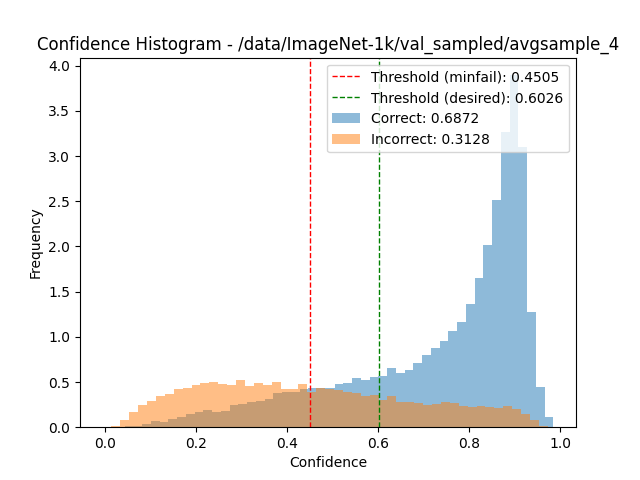 Confidence Histogram - /data/ImageNet-1k/val_sampled/avgsample_4
4.0
3.5
3.0
2.5
2.0
1.5
1.0
0.5
0.0
Frequency
Threshold (minfail): 0.4505
Threshold (desired): 0.6026
Correct: 0.6872
Incorrect: 0.3128
0.0 0.2 0.4 0.6 0.8 1.0
Confidence